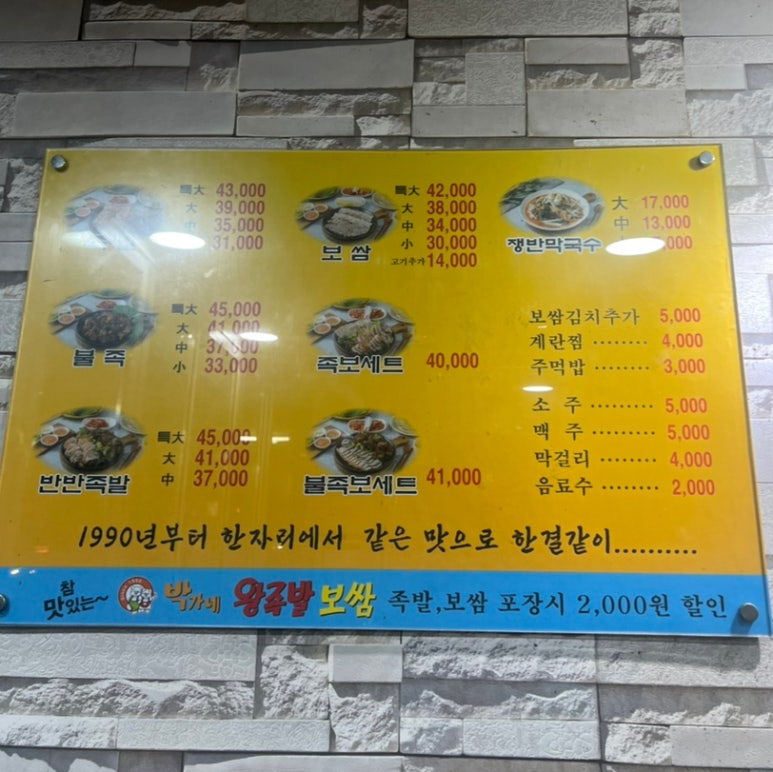 특大 43,000
大 39,000
中 35,000
31,000
특大 42,000
大 38,000
中 34,000
小 30,000
고기추가 14,000
보쌈
大 17,000
中 13,000
쟁반막국수
특大 45,000
大 41,000
中 37,000
小 33,000
불족
족보세트 40,000
보쌈김치추가 5,000
계란찜 ········ 4,000
주먹밥 ········ 3,000
소 주 ········· 5,000
맥 주 ········· 5,000
막걸리 ········ 4,000
음료수 ········ 2,000
특大 45,000
大 41,000
中 37,000
반반족발
불족보세트 41,000
1990년부터 한자리에서 같은 맛으로 한결같이..........
참
맛있는~ 박가네 왕족발 보쌈 족발,보쌈 포장시 2,000원 할인